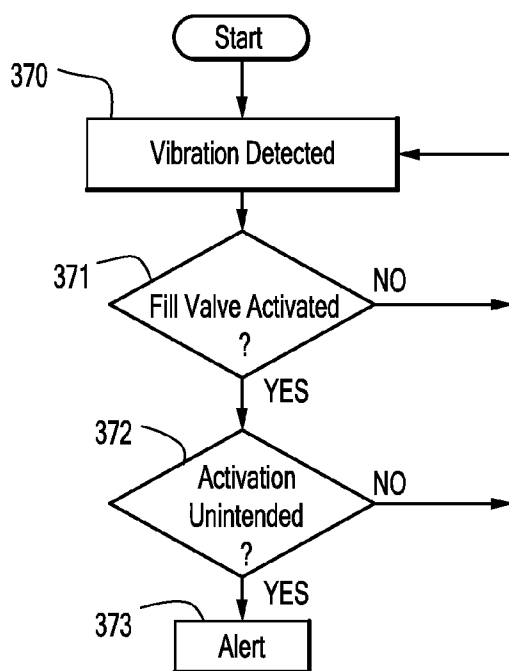 Start
370
Vibration Detected
371
Fill Valve Activated
?
NO
YES
372
Activation
Unintended
?
NO
YES
373
Alert